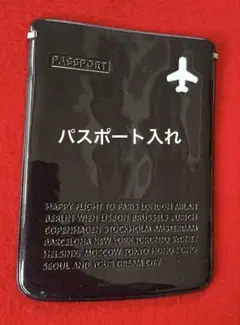 PASSPORT
パスポート入れ
HAPPY FLIGHT TO PARIS LONDON MILAN
BERLIN WIEN LISBON BRUSSELS ZURICH
COPENHAGEN STOCKHOLM AMSTERDAM
BARCELONA NEW YORK TORONTO SYDNEY
HELSINKI MOSCOW TOKYO HONG KONG
SEOUL AND YOUR DREAM CITY